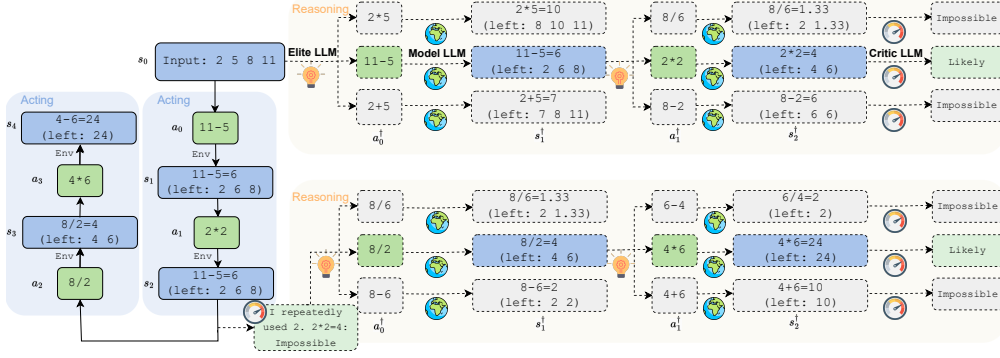 Reasoning
Elite LLM
Model LLM
Critic LLM
s₀
Input: 2 5 8 11
2*5
2*5=10
(left: 8 10 11)
8/6
8/6=1.33
(left: 2 1.33)
Impossible
11-5
11-5=6
(left: 2 6 8)
2*2
2*2=4
(left: 4 6)
Likely
2+5
2+5=7
(left: 7 8 11)
8-2
8-2=6
(left: 6 6)
Impossible
a₀†
s₁†
a₁†
s₂†
Acting
s₄
4-6=24
(left: 24)
Env
a₃
4*6
s₃
8/2=4
(left: 4 6)
Env
a₂
8/2
Acting
a₀
11-5
Env
s₁
11-5=6
(left: 2 6 8)
a₁
2*2
Env
s₂
11-5=6
(left: 2 6 8)
I repeatedly
used 2. 2*2=4:
Impossible
Reasoning
8/6
8/6=1.33
(left: 2 1.33)
6-4
6/4=2
(left: 2)
Impossible
8/2
8/2=4
(left: 4 6)
4*6
4*6=24
(left: 24)
Likely
8-6
8-6=2
(left: 2 2)
4+6
4+6=10
(left: 10)
Impossible
a₀†
s₁†
a₁†
s₂†